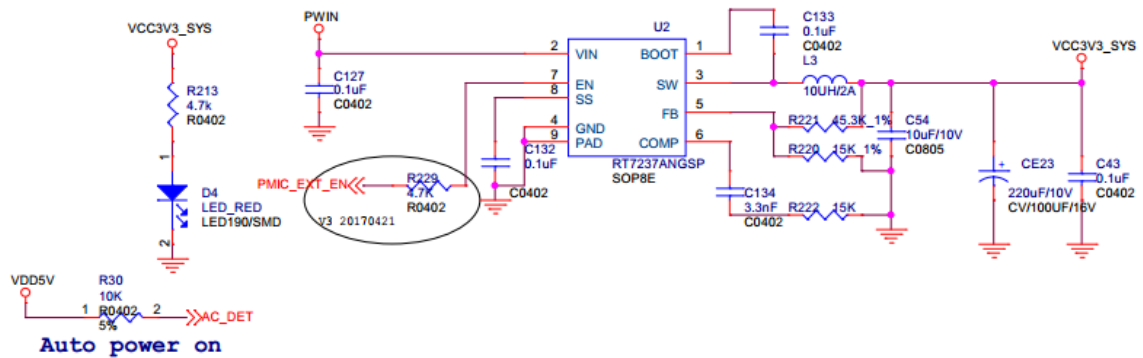 VCC3V3_SYS
R213
4.7k
R0402
1
D4
LED_RED
LED190/SMD
2
PWIN
C127
0.1uF
C0402
PMIC_EXT_EN
R229
4.7K
R0402
V3 20170421
C132
0.1uF
C0402
U2
2 VIN BOOT 1
7 EN SW 3
8 SS FB 5
4 GND COMP 6
9 PAD
RT7237ANGSP
SOP8E
C133
0.1uF
C0402
L3
10UH/2A
R221 45.3K_1%
R220 15K_1%
C54
10uF/10V
C0805
C134
3.3nF
C0402
R222 15K
VCC3V3_SYS
CE23
+
220uF/10V
CV/100UF/16V
C43
0.1uF
C0402
VDD5V
R30
10K
1 R0402 2
5%
AC_DET
Auto power on